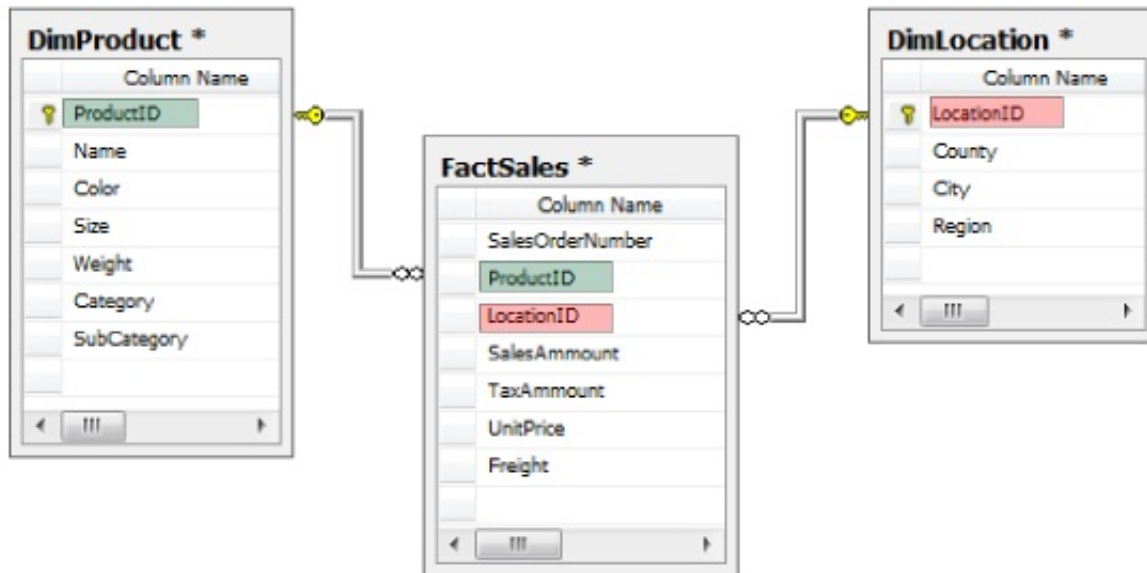 DimProduct *
Column Name
ProductID
Name
Color
Size
Weight
Category
SubCategory
FactSales *
Column Name
SalesOrderNumber
ProductID
LocationID
SalesAmmount
TaxAmmount
UnitPrice
Freight
DimLocation *
Column Name
LocationID
County
City
Region